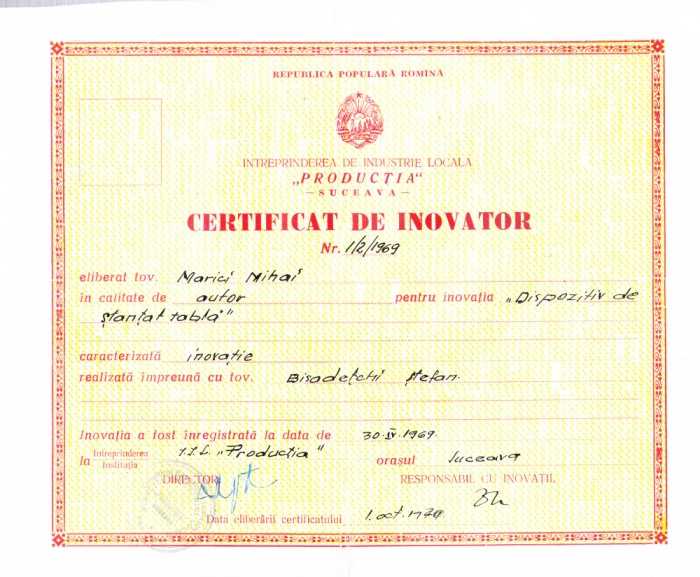 REPUBLICA POPULARĂ ROMÎNĂ
INTREPRINDEREA DE INDUSTRIE LOCALĂ
„PRODUCȚIA“
— SUCEAVA —
CERTIFICAT DE INOVATOR
Nr. 1/2/1969
eliberat tov. Marici Mihai
în calitate de autor pentru inovația „Dispozitiv de
ștanțat tablă"
caracterizată inovație
realizată împreună cu tov. Bisadețchi Ștefan.
Inovația a fost înregistrată la data de 30.IV.1969.
la Intreprinderea Instituția I.I.L. „Producția" orașul Suceava
DIRECTOR RESPONSABIL CU INOVAȚII,
Data eliberării certificatului 1.oct.1970